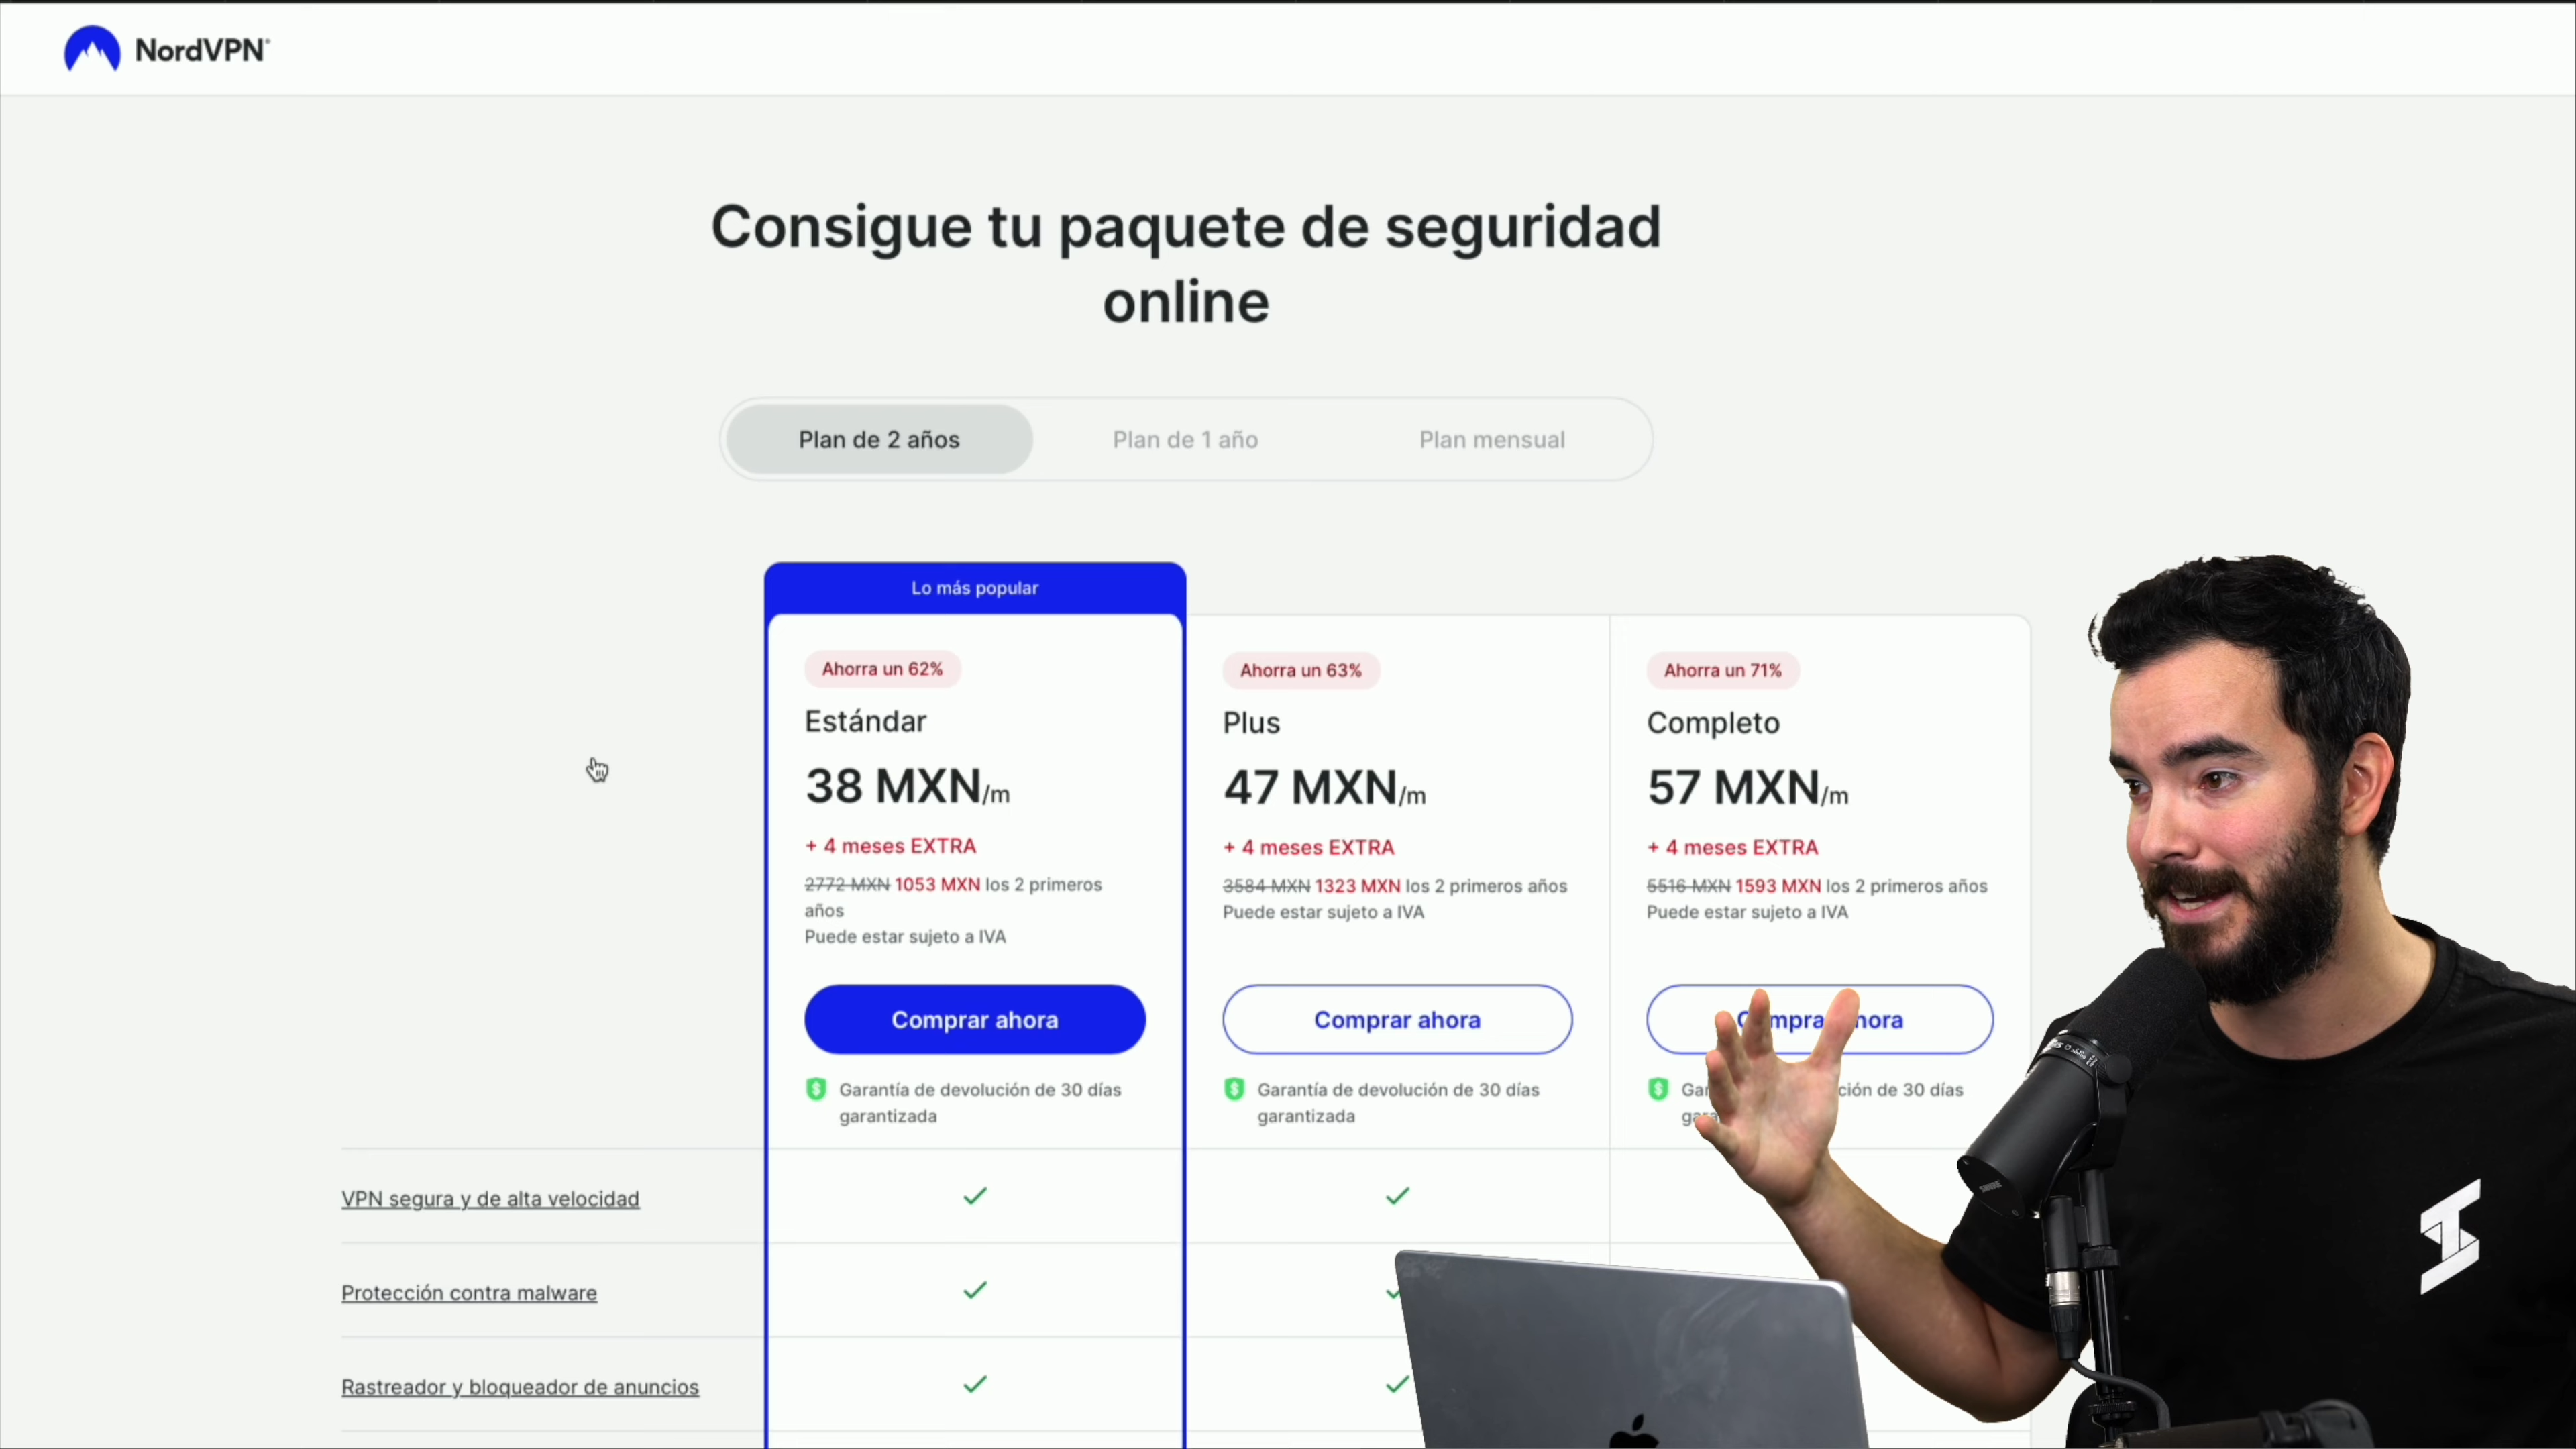 NordVPN®
Consigue tu paquete de seguridad
online
Plan de 2 años
Plan de 1 año
Plan mensual
Lo más popular
Ahorra un 62%
Estándar
38 MXN/m
+ 4 meses EXTRA
2772 MXN 1053 MXN los 2 primeros
años
Puede estar sujeto a IVA
Comprar ahora
Garantía de devolución de 30 días
garantizada
Ahorra un 63%
Plus
47 MXN/m
+ 4 meses EXTRA
3584 MXN 1323 MXN los 2 primeros años
Puede estar sujeto a IVA
Comprar ahora
Garantía de devolución de 30 días
garantizada
Ahorra un 71%
Completo
57 MXN/m
+ 4 meses EXTRA
5516 MXN 1593 MXN los 2 primeros años
Puede estar sujeto a IVA
de 30 días
VPN segura y de alta velocidad
Protección contra malware
Rastreador y bloqueador de anuncios
SHURE